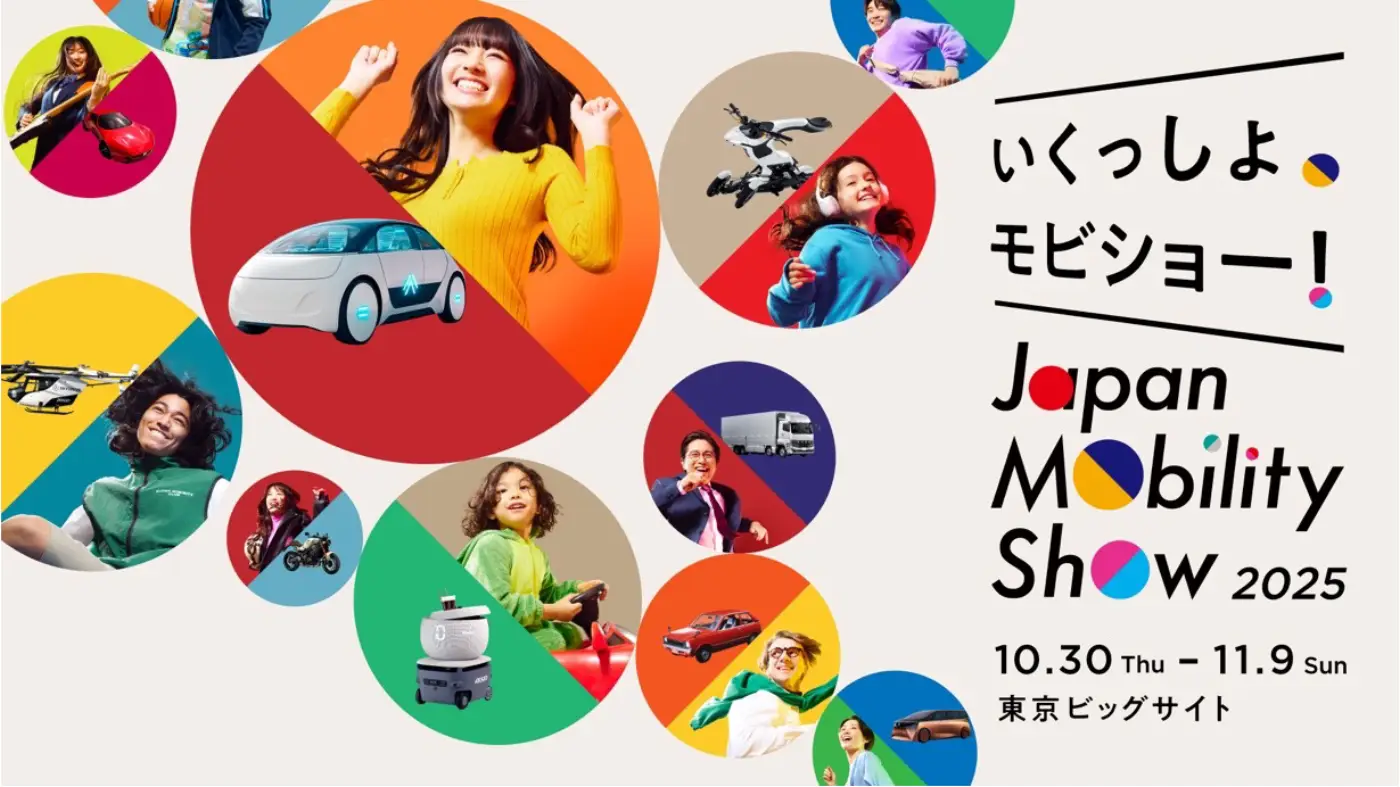 いくっしょ、
モビショー!
Japan
Mobility
Show 2025
10.30 Thu – 11.9 Sun
東京ビッグサイト